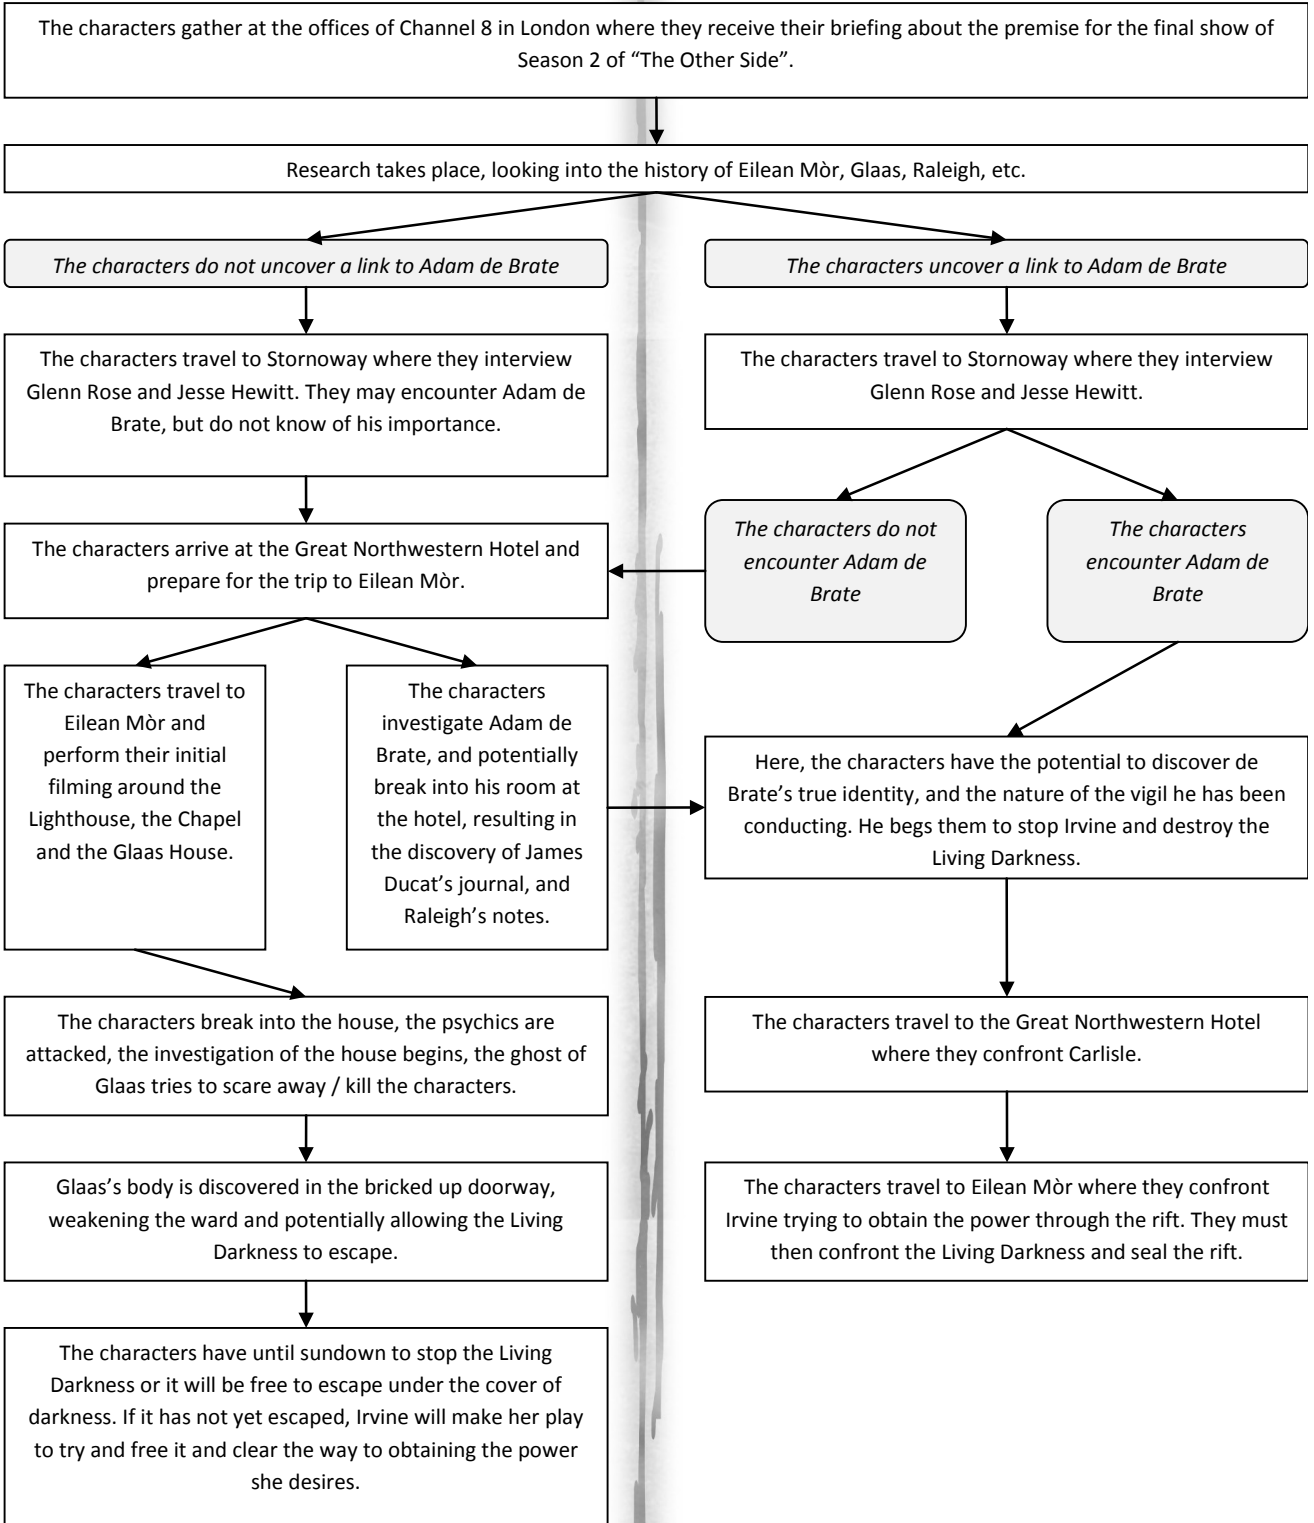 The characters gather at the offices of Channel 8 in London where they receive their briefing about the premise for the final show of
Season 2 of “The Other Side”.
Research takes place, looking into the history of Eilean Mòr, Glaas, Raleigh, etc.
The characters do not uncover a link to Adam de Brate
The characters uncover a link to Adam de Brate
The characters travel to Stornoway where they interview
Glenn Rose and Jesse Hewitt. They may encounter Adam de
Brate, but do not know of his importance.
The characters travel to Stornoway where they interview
Glenn Rose and Jesse Hewitt.
The characters do not
encounter Adam de
Brate
The characters
encounter Adam de
Brate
The characters arrive at the Great Northwestern Hotel and
prepare for the trip to Eilean Mòr.
The characters travel to
Eilean Mòr and
perform their initial
filming around the
Lighthouse, the Chapel
and the Glaas House.
The characters
investigate Adam de
Brate, and potentially
break into his room at
the hotel, resulting in
the discovery of James
Ducat’s journal, and
Raleigh’s notes.
Here, the characters have the potential to discover de
Brate’s true identity, and the nature of the vigil he has been
conducting. He begs them to stop Irvine and destroy the
Living Darkness.
The characters break into the house, the psychics are
attacked, the investigation of the house begins, the ghost of
Glaas tries to scare away / kill the characters.
The characters travel to the Great Northwestern Hotel
where they confront Carlisle.
Glaas’s body is discovered in the bricked up doorway,
weakening the ward and potentially allowing the Living
Darkness to escape.
The characters travel to Eilean Mòr where they confront
Irvine trying to obtain the power through the rift. They must
then confront the Living Darkness and seal the rift.
The characters have until sundown to stop the Living
Darkness or it will be free to escape under the cover of
darkness. If it has not yet escaped, Irvine will make her play
to try and free it and clear the way to obtaining the power
she desires.